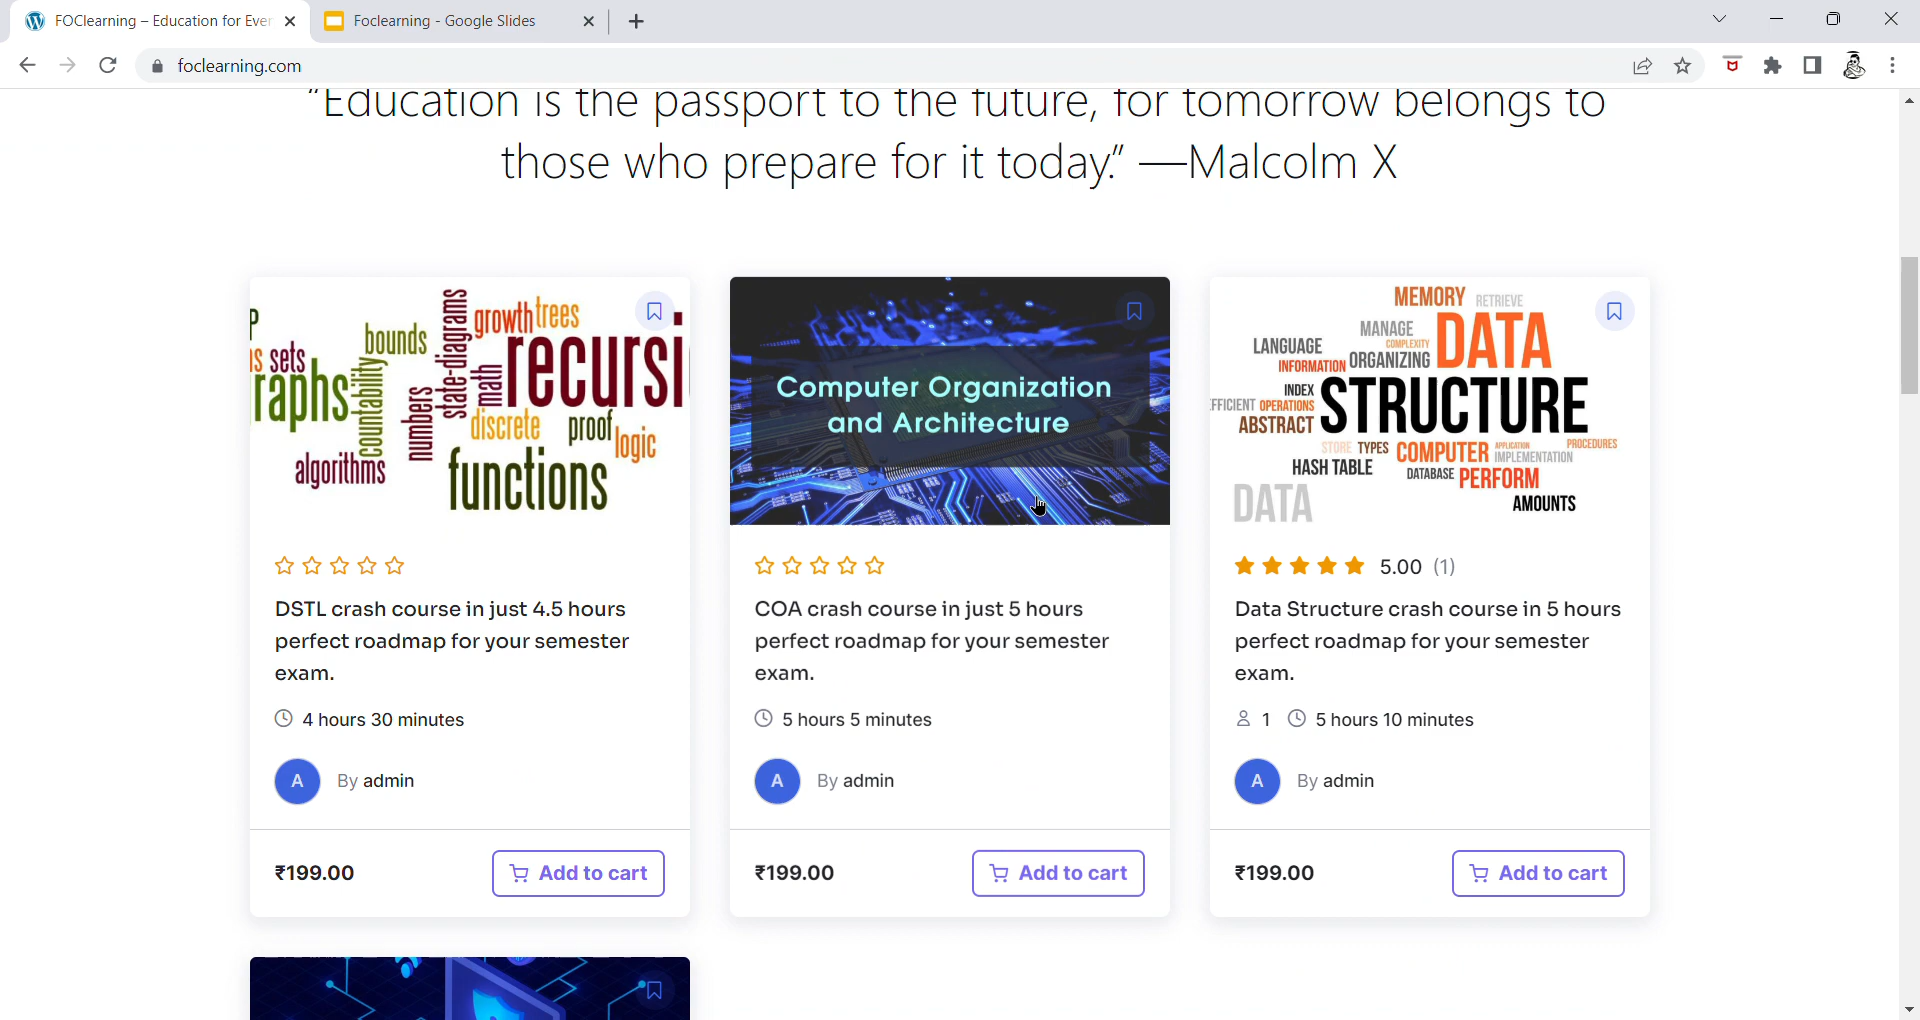 FOClearning – Education for Ever
Foclearning - Google Slides
foclearning.com
"Education is the passport to the future, for tomorrow belongs to
those who prepare for it today." —Malcolm X
growth trees
bounds
sets
recursi
raphs
countability
state-diagrams
math
numbers
discrete
proof
logic
algorithms
functions
Computer Organization
and Architecture
MEMORY RETRIEVE
MANAGE
DATA
LANGUAGE
COMPLEXITY
INFORMATION ORGANIZING
INDEX
STRUCTURE
EFFICIENT OPERATIONS
ABSTRACT
STORE TYPES COMPUTER APPLICATION PROCEDURES
IMPLEMENTATION
HASH TABLE
DATABASE PERFORM
DATA
AMOUNTS
5.00 (1)
DSTL crash course in just 4.5 hours
perfect roadmap for your semester
exam.
4 hours 30 minutes
A By admin
₹199.00 Add to cart
COA crash course in just 5 hours
perfect roadmap for your semester
exam.
5 hours 5 minutes
A By admin
₹199.00 Add to cart
Data Structure crash course in 5 hours
perfect roadmap for your semester
exam.
1 5 hours 10 minutes
A By admin
₹199.00 Add to cart